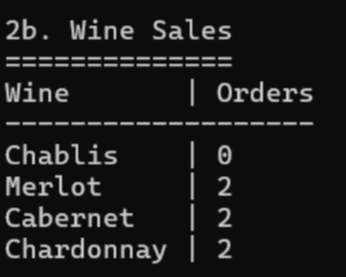 2b. Wine Sales
==============
Wine       | Orders
-------------------
Chablis    | 0
Merlot     | 2
Cabernet   | 2
Chardonnay | 2